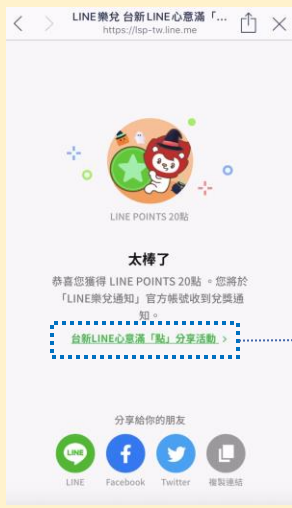 LINE樂兌 台新LINE心意滿「...
https://lsp-tw.line.me
LINE POINTS 20點
太棒了
恭喜您獲得 LINE POINTS 20點 。您將於
「LINE樂兌通知」官方帳號收到兌獎通
知。
台新LINE心意滿「點」分享活動 >
分享給你的朋友
LINE
LINE Facebook Twitter 複製連結